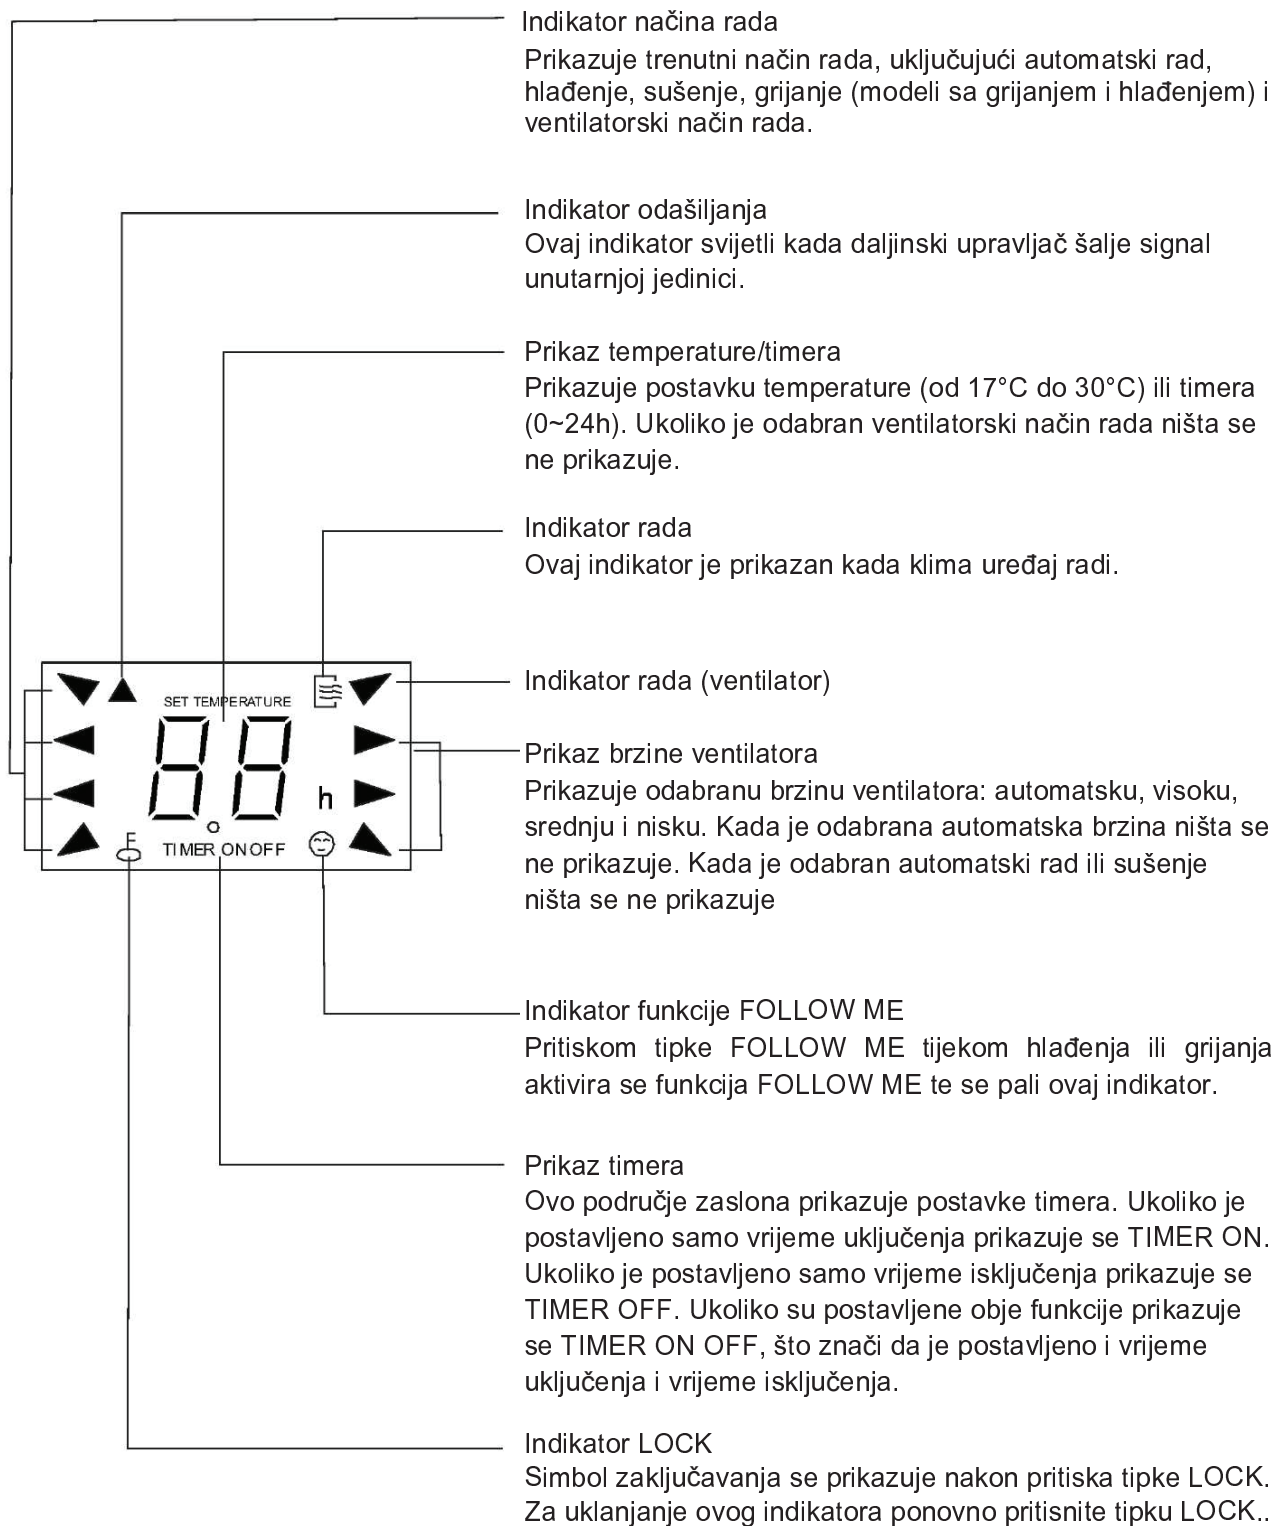 Indikator načina rada
Prikazuje trenutni način rada, uključujući automatski rad,
hlađenje, sušenje, grijanje (modeli sa grijanjem i hlađenjem) i
ventilatorski način rada.
Indikator odašiljanja
Ovaj indikator svijetli kada daljinski upravljač šalje signal
unutarnjoj jedinici.
Prikaz temperature/timera
Prikazuje postavku temperature (od 17°C do 30°C) ili timera
(0~24h). Ukoliko je odabran ventilatorski način rada ništa se
ne prikazuje.
Indikator rada
Ovaj indikator je prikazan kada klima uređaj radi.
Indikator rada (ventilator)
SET TEMPERATURE
88
h
TIMER ON OFF
Prikaz brzine ventilatora
Prikazuje odabranu brzinu ventilatora: automatsku, visoku,
srednju i nisku. Kada je odabrana automatska brzina ništa se
ne prikazuje. Kada je odabran automatski rad ili sušenje
ništa se ne prikazuje
Indikator funkcije FOLLOW ME
Pritiskom tipke FOLLOW ME tijekom hlađenja ili grijanja
aktivira se funkcija FOLLOW ME te se pali ovaj indikator.
Prikaz timera
Ovo područje zaslona prikazuje postavke timera. Ukoliko je
postavljeno samo vrijeme uključenja prikazuje se TIMER ON.
Ukoliko je postavljeno samo vrijeme isključenja prikazuje se
TIMER OFF. Ukoliko su postavljene obje funkcije prikazuje
se TIMER ON OFF, što znači da je postavljeno i vrijeme
uključenja i vrijeme isključenja.
Indikator LOCK
Simbol zaključavanja se prikazuje nakon pritiska tipke LOCK.
Za uklanjanje ovog indikatora ponovno pritisnite tipku LOCK..